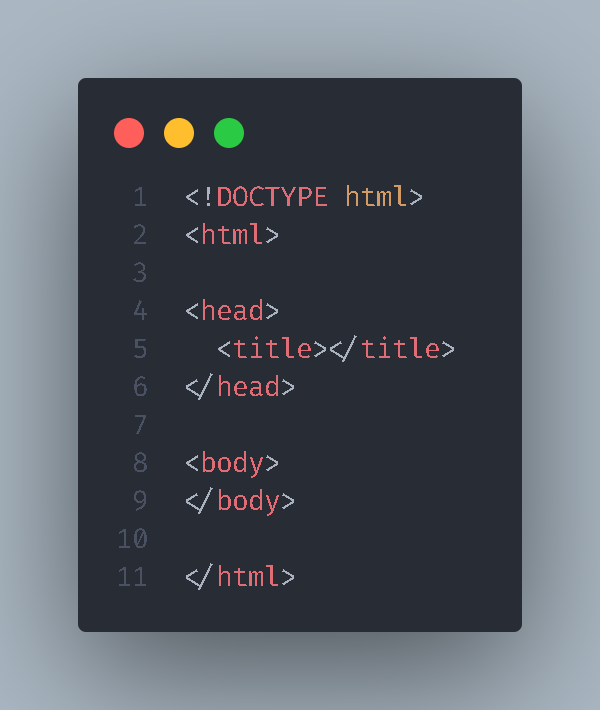 1 <!DOCTYPE html>
2 <html>
3
4 <head>
5   <title></title>
6 </head>
7
8 <body>
9 </body>
10
11 </html>